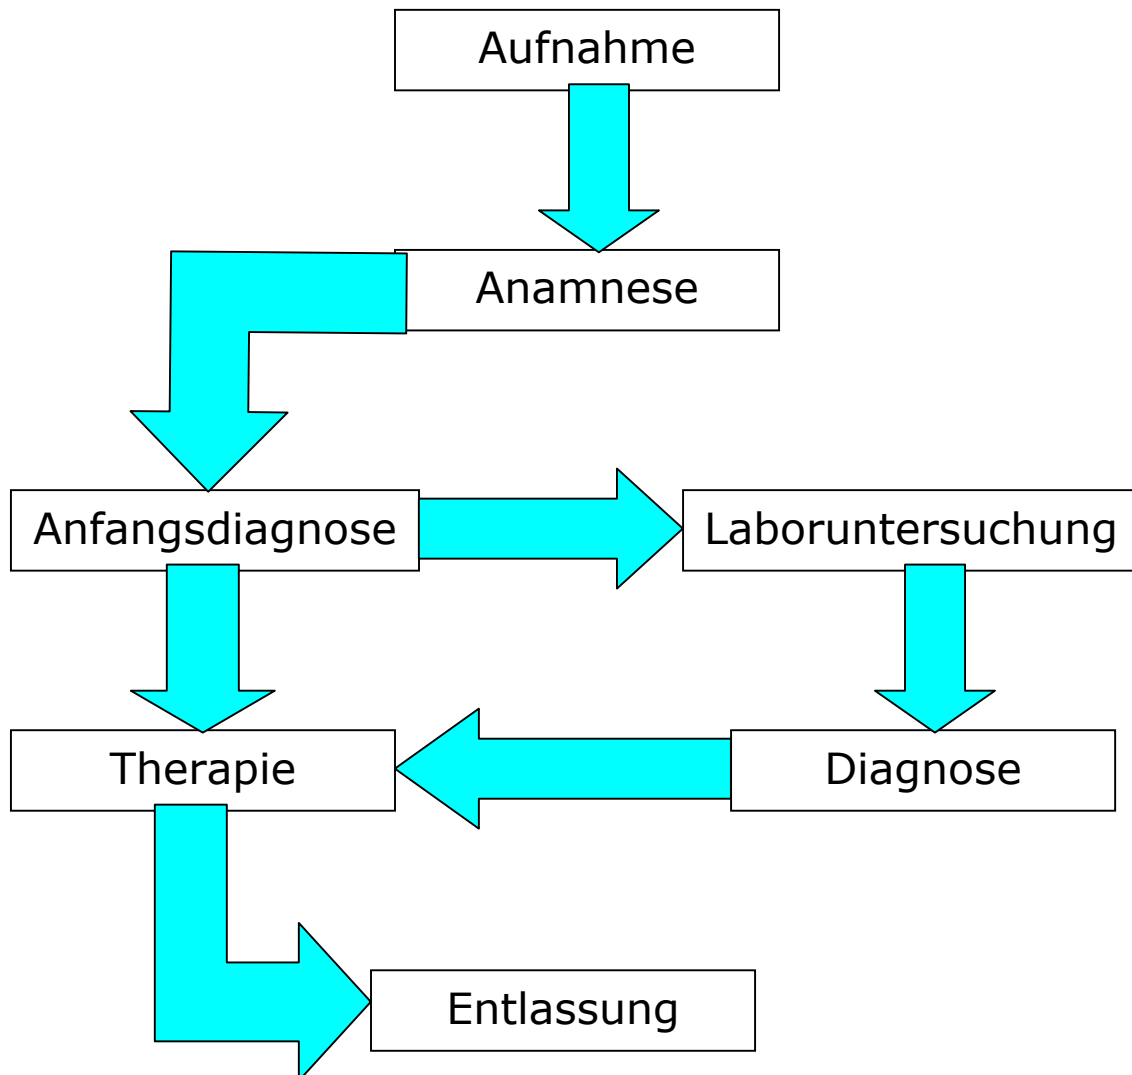 Aufnahme
Anamnese
Anfangsdiagnose
Laboruntersuchung
Therapie
Diagnose
Entlassung